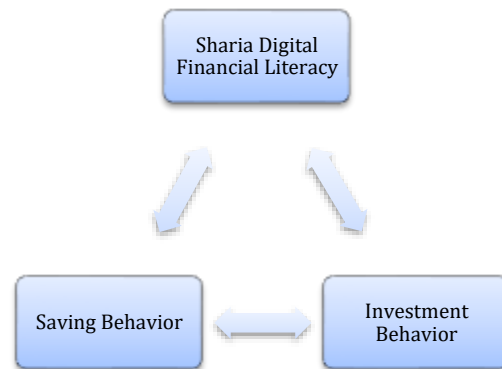 Sharia Digital
Financial Literacy
Saving Behavior
Investment
Behavior